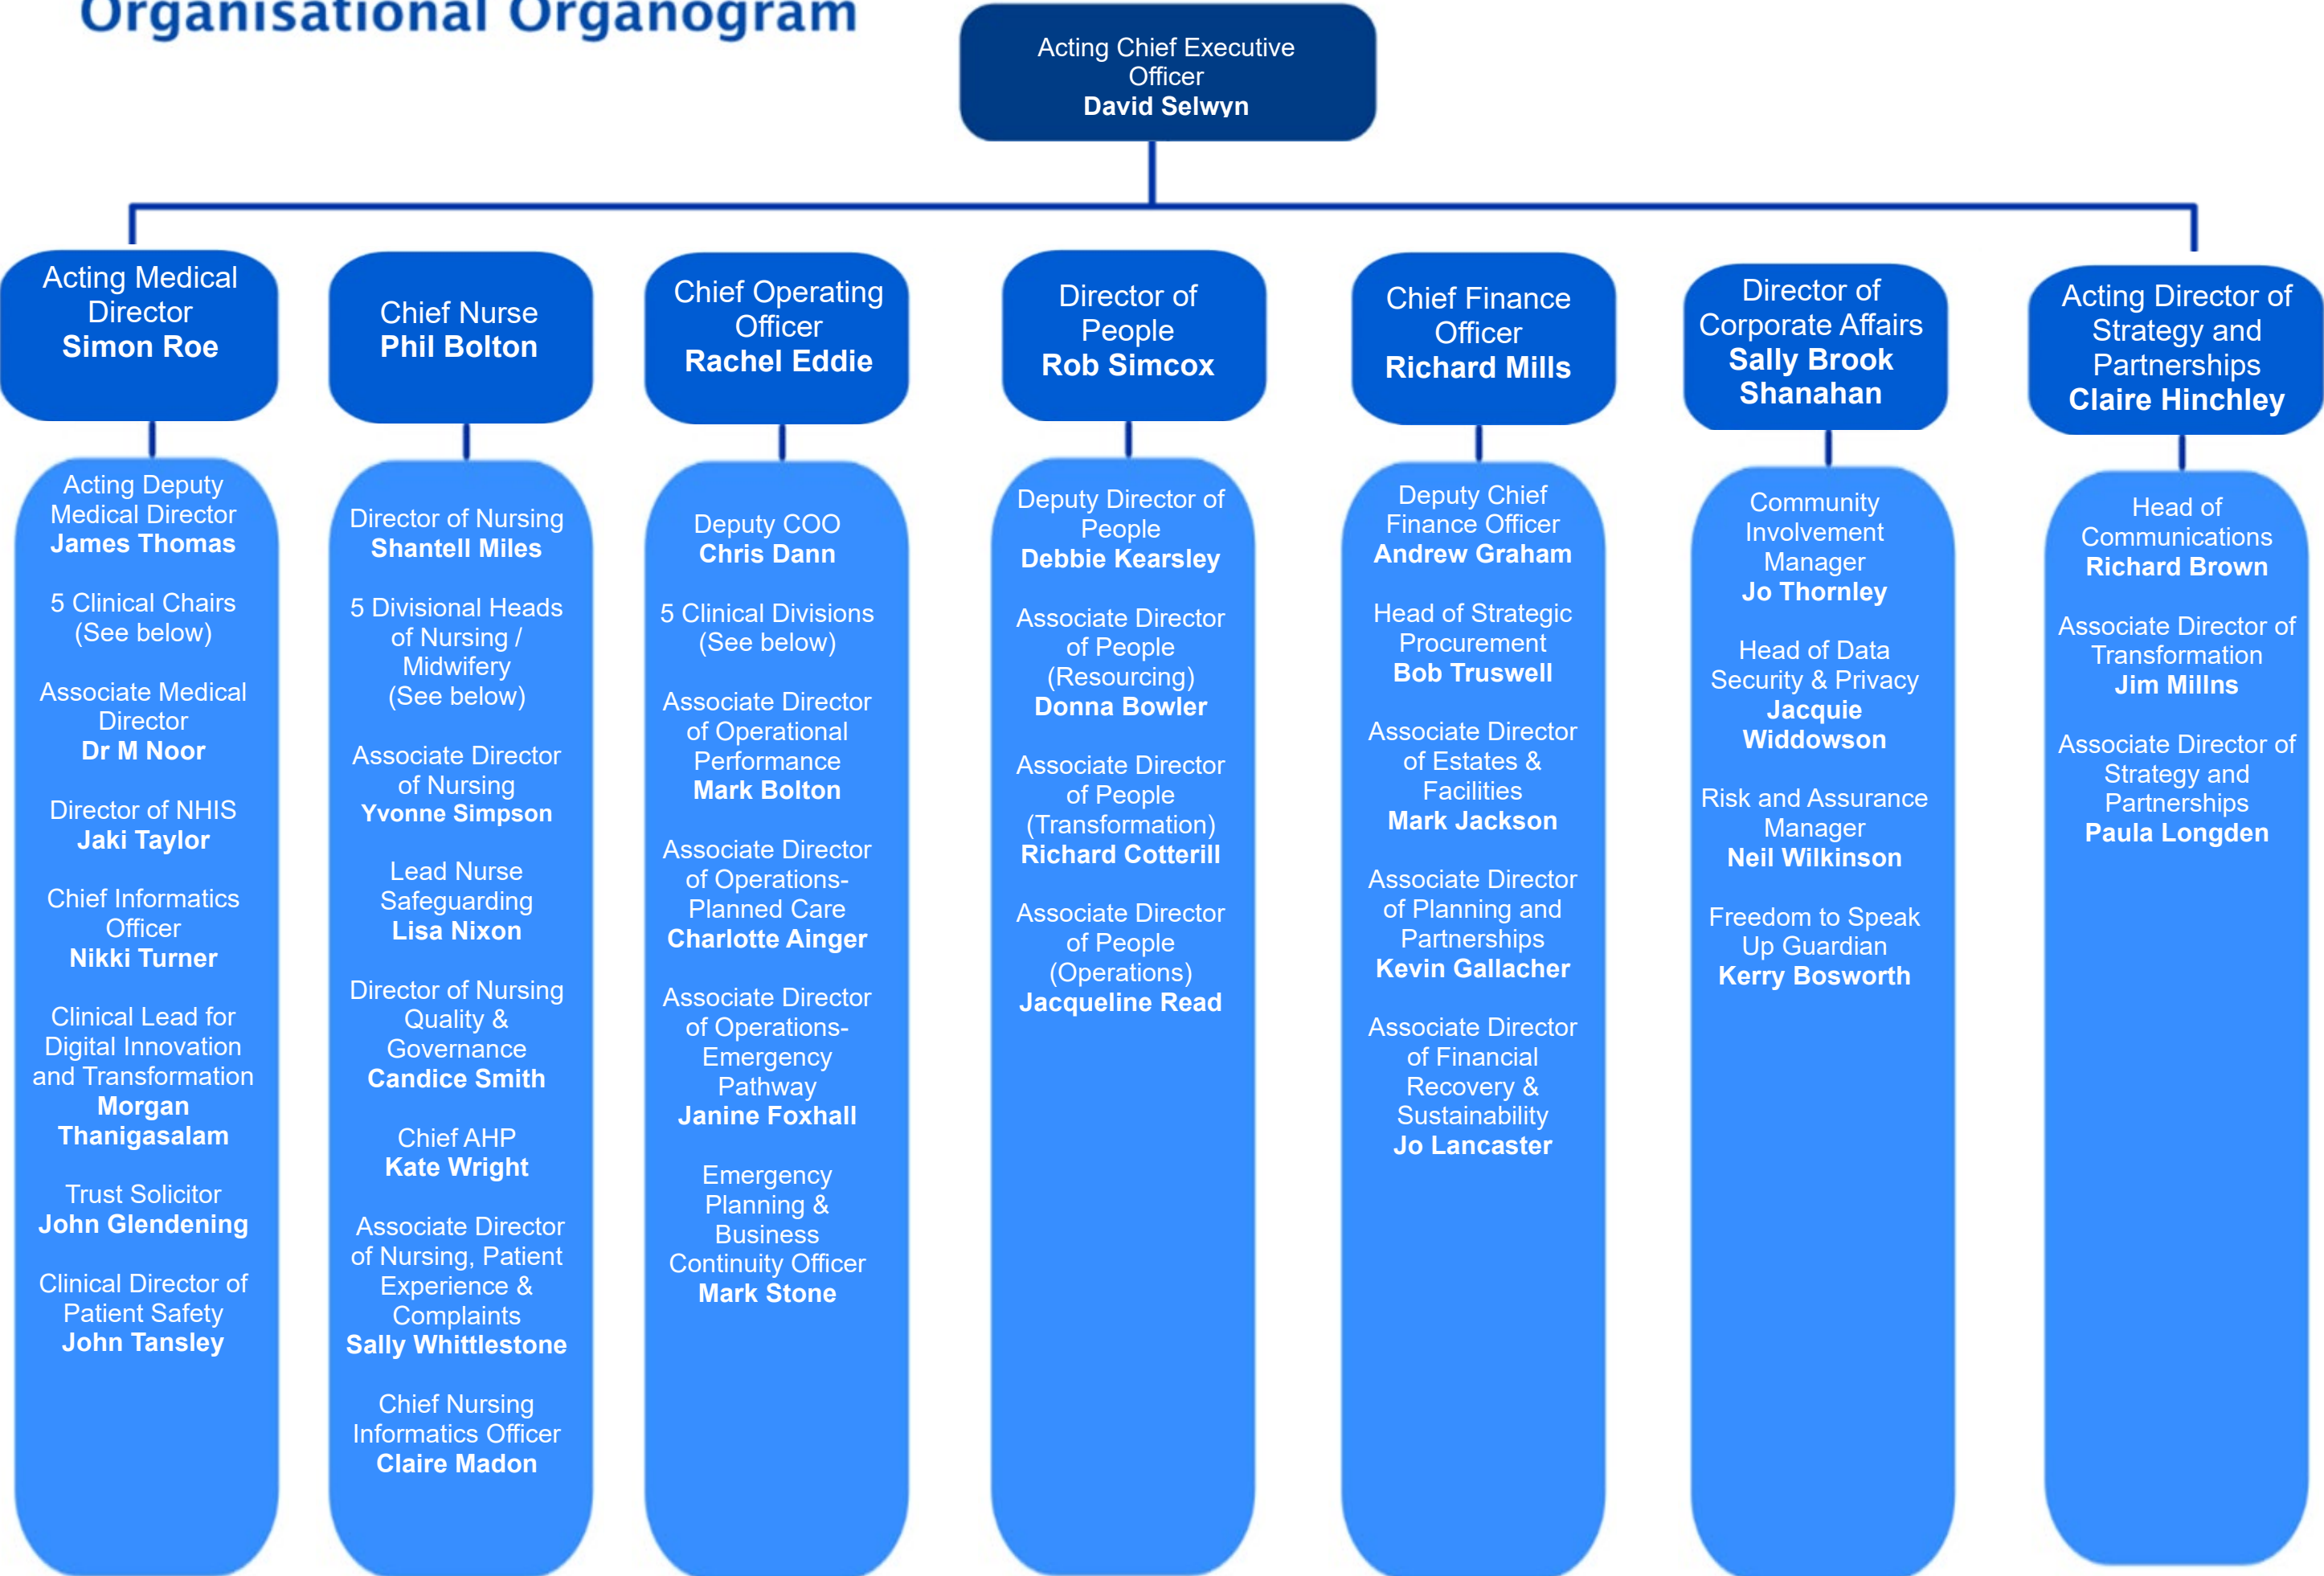 Organisational Organogram
Acting Chief Executive
Officer
David Selwyn
Acting Medical
Director
Simon Roe
Chief Nurse
Phil Bolton
Chief Operating
Officer
Rachel Eddie
Director of
People
Rob Simcox
Chief Finance
Officer
Richard Mills
Director of
Corporate Affairs
Sally Brook
Shanahan
Acting Director of
Strategy and
Partnerships
Claire Hinchley
Acting Deputy
Medical Director
James Thomas
5 Clinical Chairs
(See below)
Associate Medical
Director
Dr M Noor
Director of NHIS
Jaki Taylor
Chief Informatics
Officer
Nikki Turner
Clinical Lead for
Digital Innovation
and Transformation
Morgan
Thanigasalam
Trust Solicitor
John Glendening
Clinical Director of
Patient Safety
John Tansley
Director of Nursing
Shantell Miles
5 Divisional Heads
of Nursing /
Midwifery
(See below)
Associate Director
of Nursing
Yvonne Simpson
Lead Nurse
Safeguarding
Lisa Nixon
Director of Nursing
Quality &
Governance
Candice Smith
Chief AHP
Kate Wright
Associate Director
of Nursing, Patient
Experience &
Complaints
Sally Whittlestone
Chief Nursing
Informatics Officer
Claire Madon
Deputy COO
Chris Dann
5 Clinical Divisions
(See below)
Associate Director
of Operational
Performance
Mark Bolton
Associate Director
of Operations-
Planned Care
Charlotte Ainger
Associate Director
of Operations-
Emergency
Pathway
Janine Foxhall
Emergency
Planning &
Business
Continuity Officer
Mark Stone
Deputy Director of
People
Debbie Kearsley
Associate Director
of People
(Resourcing)
Donna Bowler
Associate Director
of People
(Transformation)
Richard Cotterill
Associate Director
of People
(Operations)
Jacqueline Read
Deputy Chief
Finance Officer
Andrew Graham
Head of Strategic
Procurement
Bob Truswell
Associate Director
of Estates &
Facilities
Mark Jackson
Associate Director
of Planning and
Partnerships
Kevin Gallacher
Associate Director
of Financial
Recovery &
Sustainability
Jo Lancaster
Community
Involvement
Manager
Jo Thornley
Head of Data
Security & Privacy
Jacquie
Widdowson
Risk and Assurance
Manager
Neil Wilkinson
Freedom to Speak
Up Guardian
Kerry Bosworth
Head of
Communications
Richard Brown
Associate Director of
Transformation
Jim Millns
Associate Director of
Strategy and
Partnerships
Paula Longden